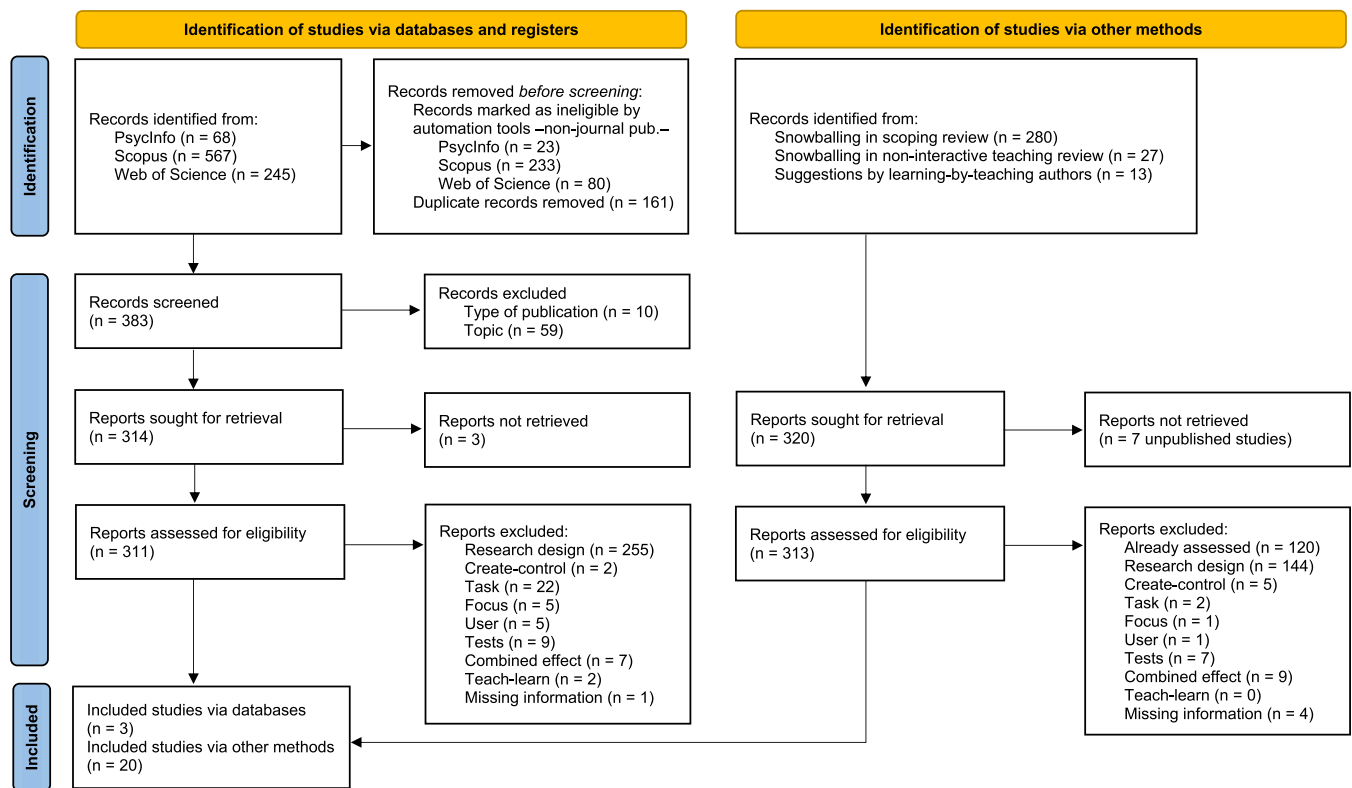 Identification of studies via databases and registers
Identification of studies via other methods
Identification
Records identified from:
PsycInfo (n = 68)
Scopus (n = 567)
Web of Science (n = 245)
Records removed before screening:
Records marked as ineligible by
automation tools –non-journal pub.–
PsycInfo (n = 23)
Scopus (n = 233)
Web of Science (n = 80)
Duplicate records removed (n = 161)
Records identified from:
Snowballing in scoping review (n = 280)
Snowballing in non-interactive teaching review (n = 27)
Suggestions by learning-by-teaching authors (n = 13)
Screening
Records screened
(n = 383)
Records excluded
Type of publication (n = 10)
Topic (n = 59)
Reports sought for retrieval
(n = 314)
Reports not retrieved
(n = 3)
Reports sought for retrieval
(n = 320)
Reports not retrieved
(n = 7 unpublished studies)
Reports assessed for eligibility
(n = 311)
Reports excluded:
Research design (n = 255)
Create-control (n = 2)
Task (n = 22)
Focus (n = 5)
User (n = 5)
Tests (n = 9)
Combined effect (n = 7)
Teach-learn (n = 2)
Missing information (n = 1)
Reports assessed for eligibility
(n = 313)
Reports excluded:
Already assessed (n = 120)
Research design (n = 144)
Create-control (n = 5)
Task (n = 2)
Focus (n = 1)
User (n = 1)
Tests (n = 7)
Combined effect (n = 9)
Teach-learn (n = 0)
Missing information (n = 4)
Included
Included studies via databases
(n = 3)
Included studies via other methods
(n = 20)